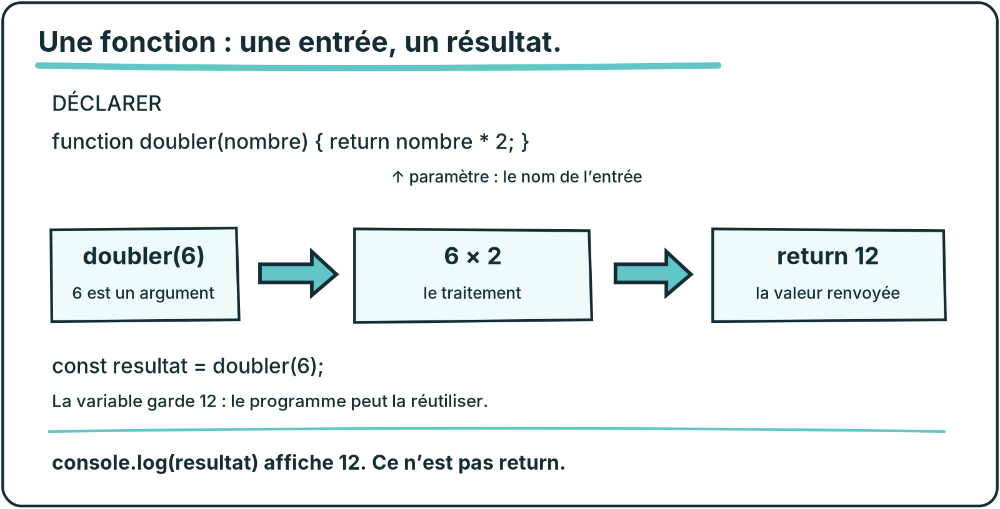 Une fonction : une entrée, un résultat.
DÉCLARER
function doubler(nombre) { return nombre * 2; }
↑ paramètre : le nom de l’entrée
doubler(6)
6 est un argument
6 × 2
le traitement
return 12
la valeur renvoyée
const resultat = doubler(6);
La variable garde 12 : le programme peut la réutiliser.
console.log(resultat) affiche 12. Ce n’est pas return.